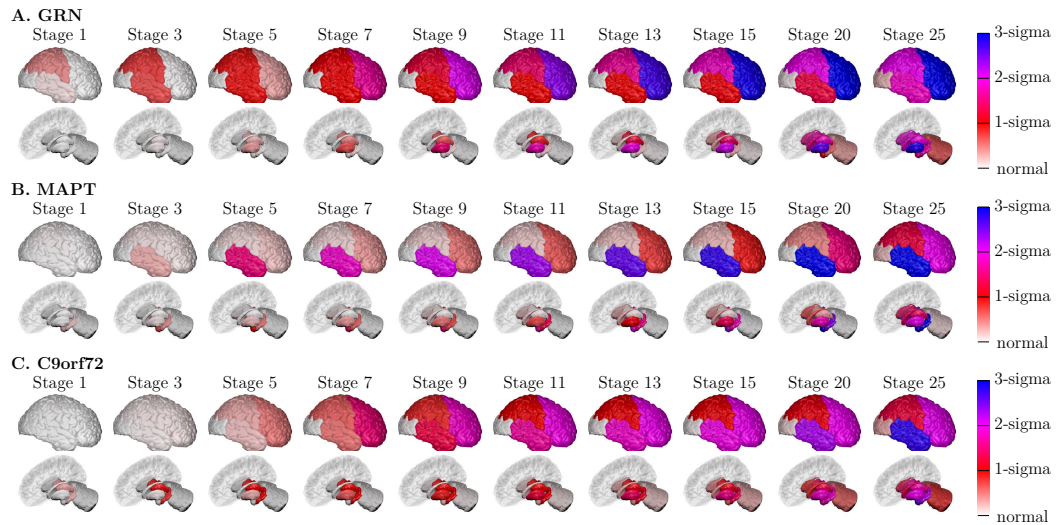 A. GRN
Stage 1 Stage 3 Stage 5 Stage 7 Stage 9 Stage 11 Stage 13 Stage 15 Stage 20 Stage 25
3-sigma
2-sigma
1-sigma
normal
B. MAPT
Stage 1 Stage 3 Stage 5 Stage 7 Stage 9 Stage 11 Stage 13 Stage 15 Stage 20 Stage 25
3-sigma
2-sigma
1-sigma
normal
C. C9orf72
Stage 1 Stage 3 Stage 5 Stage 7 Stage 9 Stage 11 Stage 13 Stage 15 Stage 20 Stage 25
3-sigma
2-sigma
1-sigma
normal